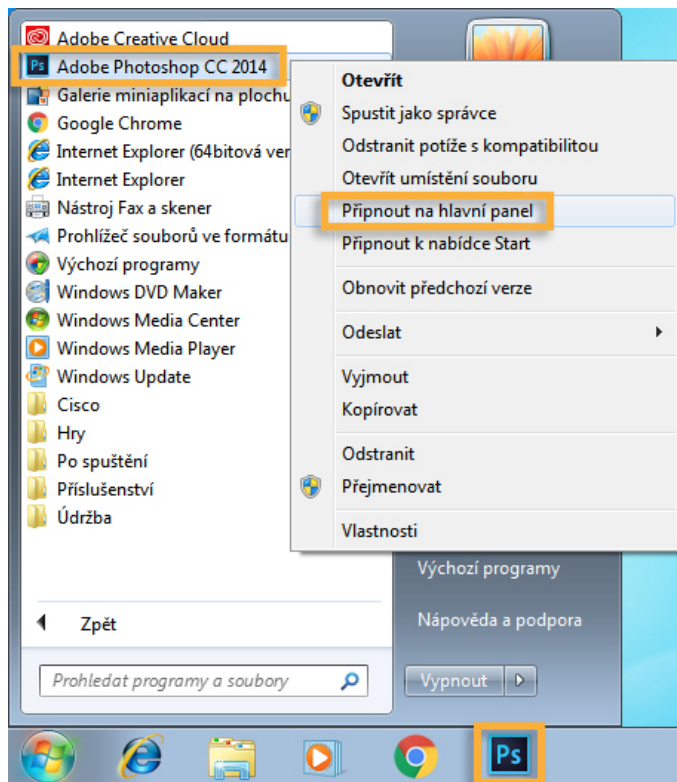 Adobe Creative Cloud
Ps Adobe Photoshop CC 2014
Galerie miniaplikací na plochu
Google Chrome
Internet Explorer (64bitová ver
Internet Explorer
Nástroj Fax a skener
Prohlížeč souborů ve formátu
Výchozí programy
Windows DVD Maker
Windows Media Center
Windows Media Player
Windows Update
Cisco
Hry
Po spuštění
Příslušenství
Údržba
Zpět
Prohledat programy a soubory
Otevřít
Spustit jako správce
Odstranit potíže s kompatibilitou
Otevřít umístění souboru
Připnout na hlavní panel
Připnout k nabídce Start
Obnovit předchozí verze
Odeslat
Vyjmout
Kopírovat
Odstranit
Přejmenovat
Vlastnosti
Výchozí programy
Nápověda a podpora
Vypnout
Ps